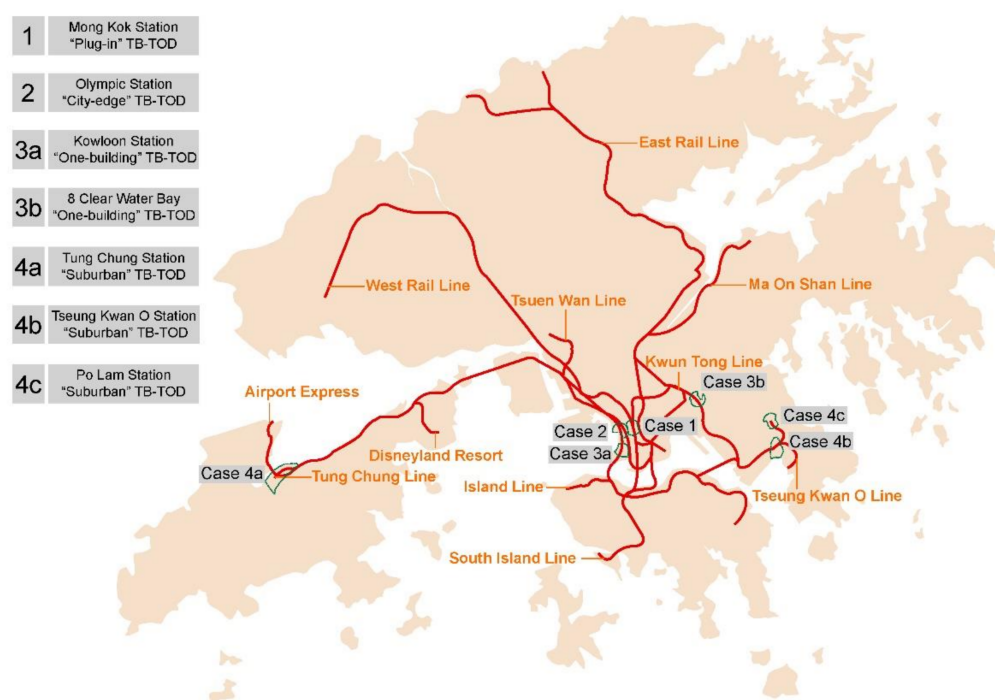 1
Mong Kok Station
“Plug-in” TB-TOD
2
Olympic Station
“City-edge” TB-TOD
3a
Kowloon Station
“One-building” TB-TOD
3b
8 Clear Water Bay
“One-building” TB-TOD
4a
Tung Chung Station
“Suburban” TB-TOD
4b
Tseung Kwan O Station
“Suburban” TB-TOD
4c
Po Lam Station
“Suburban” TB-TOD
East Rail Line
West Rail Line
Ma On Shan Line
Tsuen Wan Line
Kwun Tong Line
Case 3b
Airport Express
Case 4c
Case 1
Case 2
Case 4b
Case 3a
Disneyland Resort
Case 4a
Tung Chung Line
Island Line
Tseung Kwan O Line
South Island Line